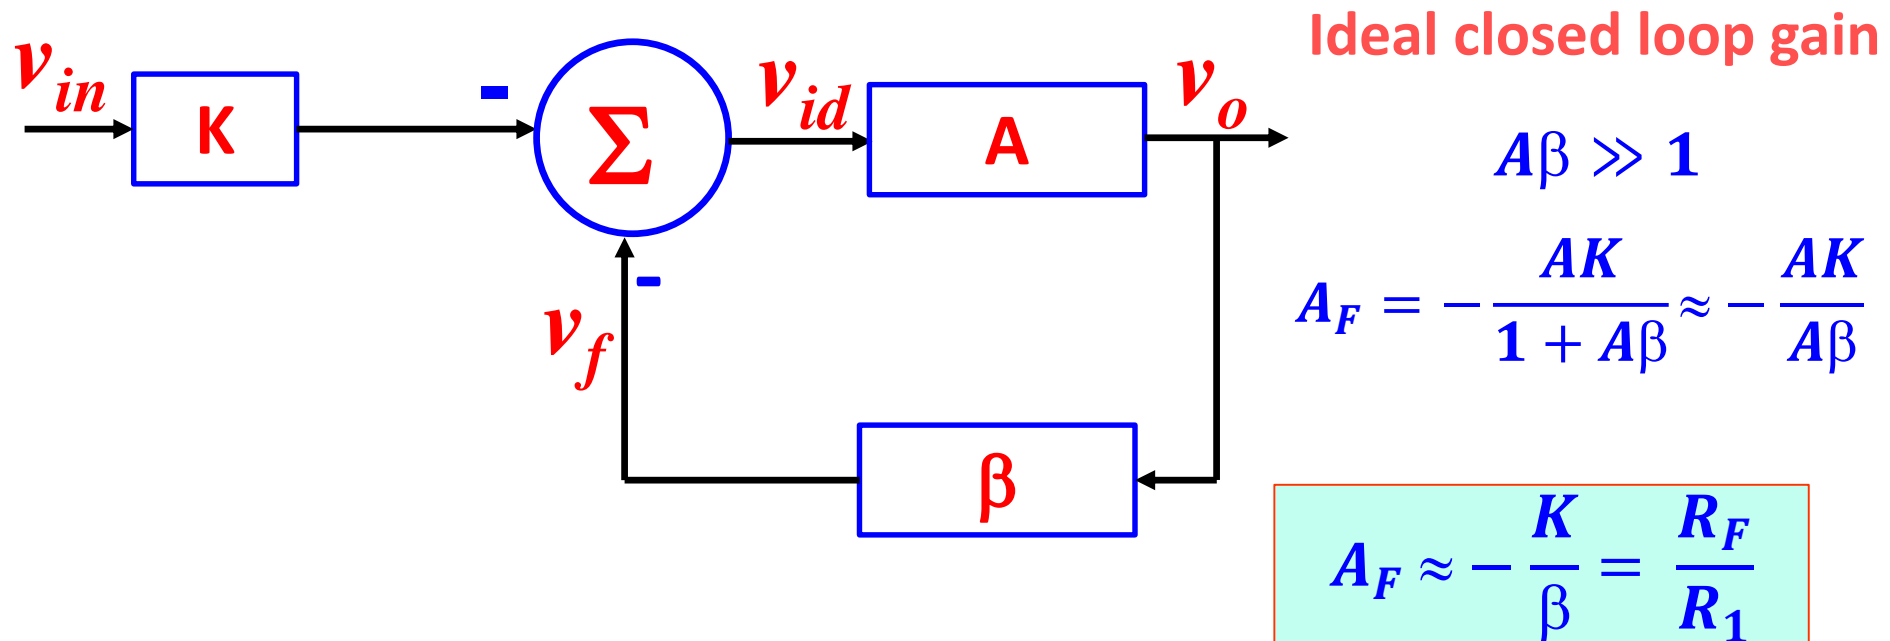 Ideal closed loop gain
v_in
K
-
Σ
v_id
A
v_o
Aβ ≫ 1
A_F = - AK / 1 + Aβ ≈ - AK / Aβ
-
v_f
β
A_F ≈ - K / β = R_F / R_1